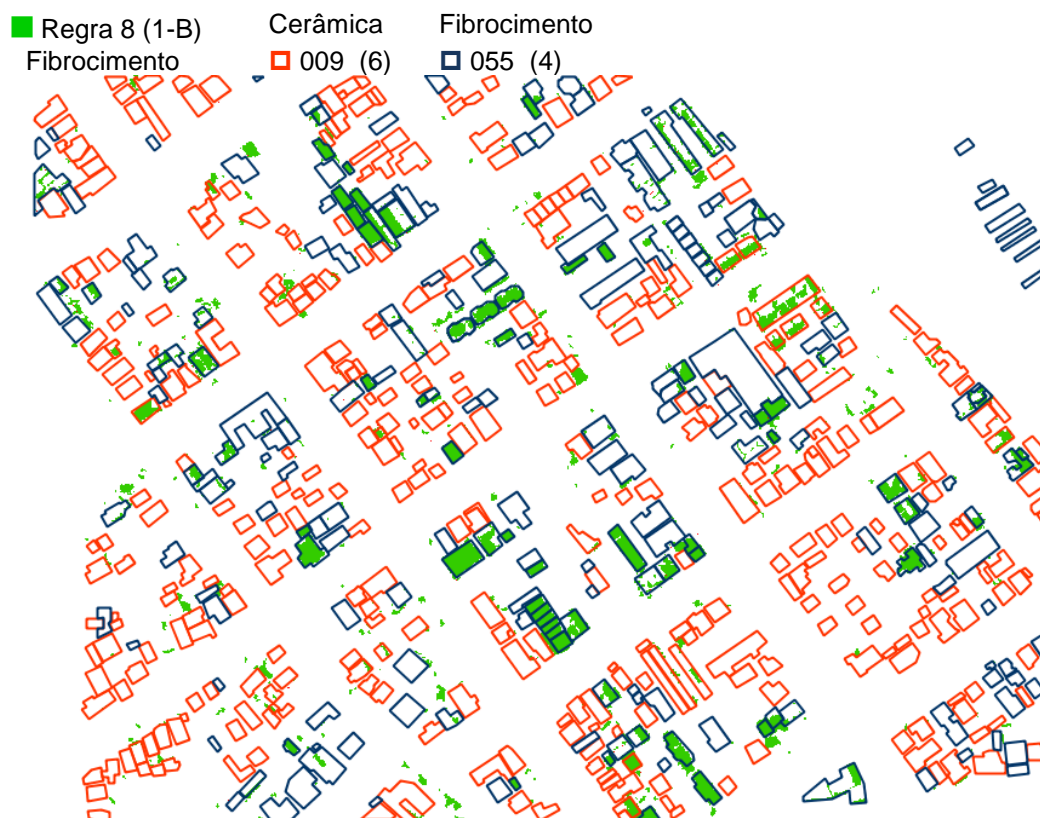 Regra 8 (1-B)
Fibrocimento
Cerâmica
009 (6)
Fibrocimento
055 (4)